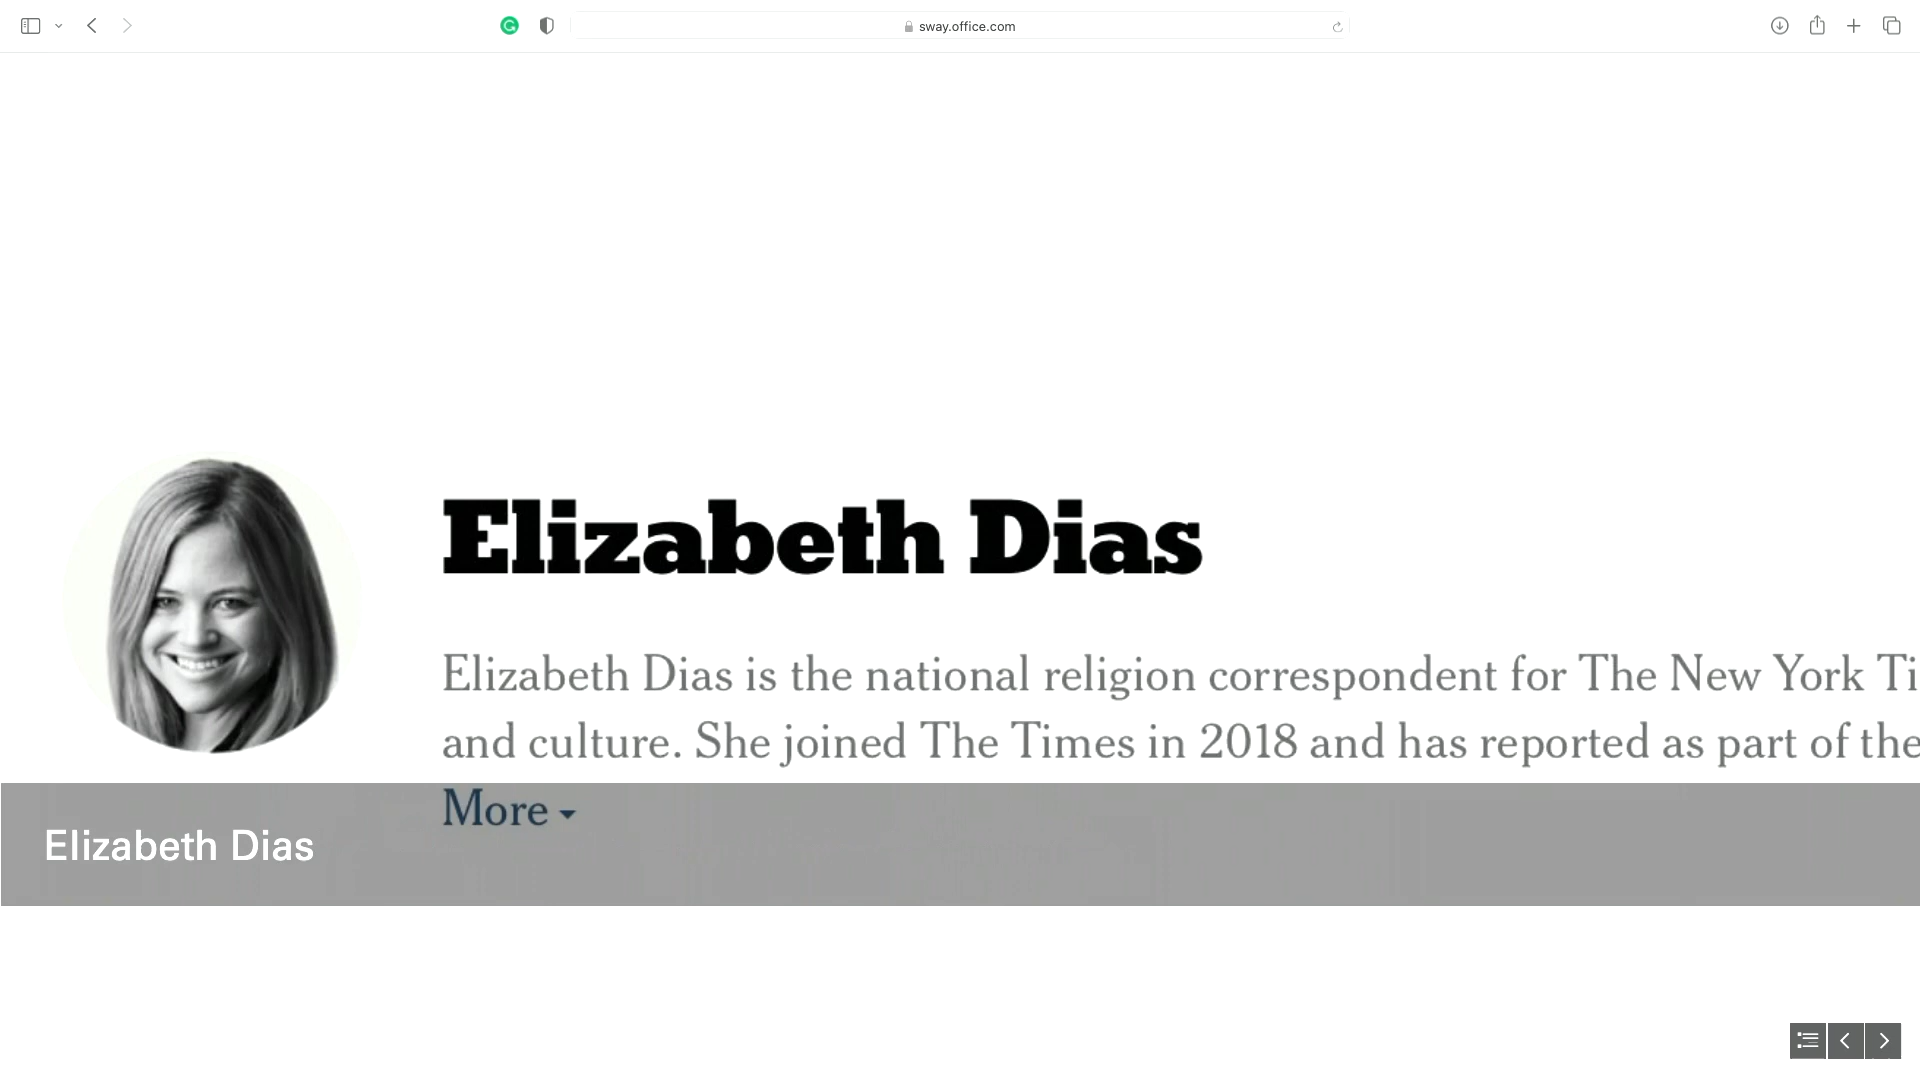 sway.office.com
Elizabeth Dias
Elizabeth Dias is the national religion correspondent for The New York Ti
and culture. She joined The Times in 2018 and has reported as part of the
More
Elizabeth Dias